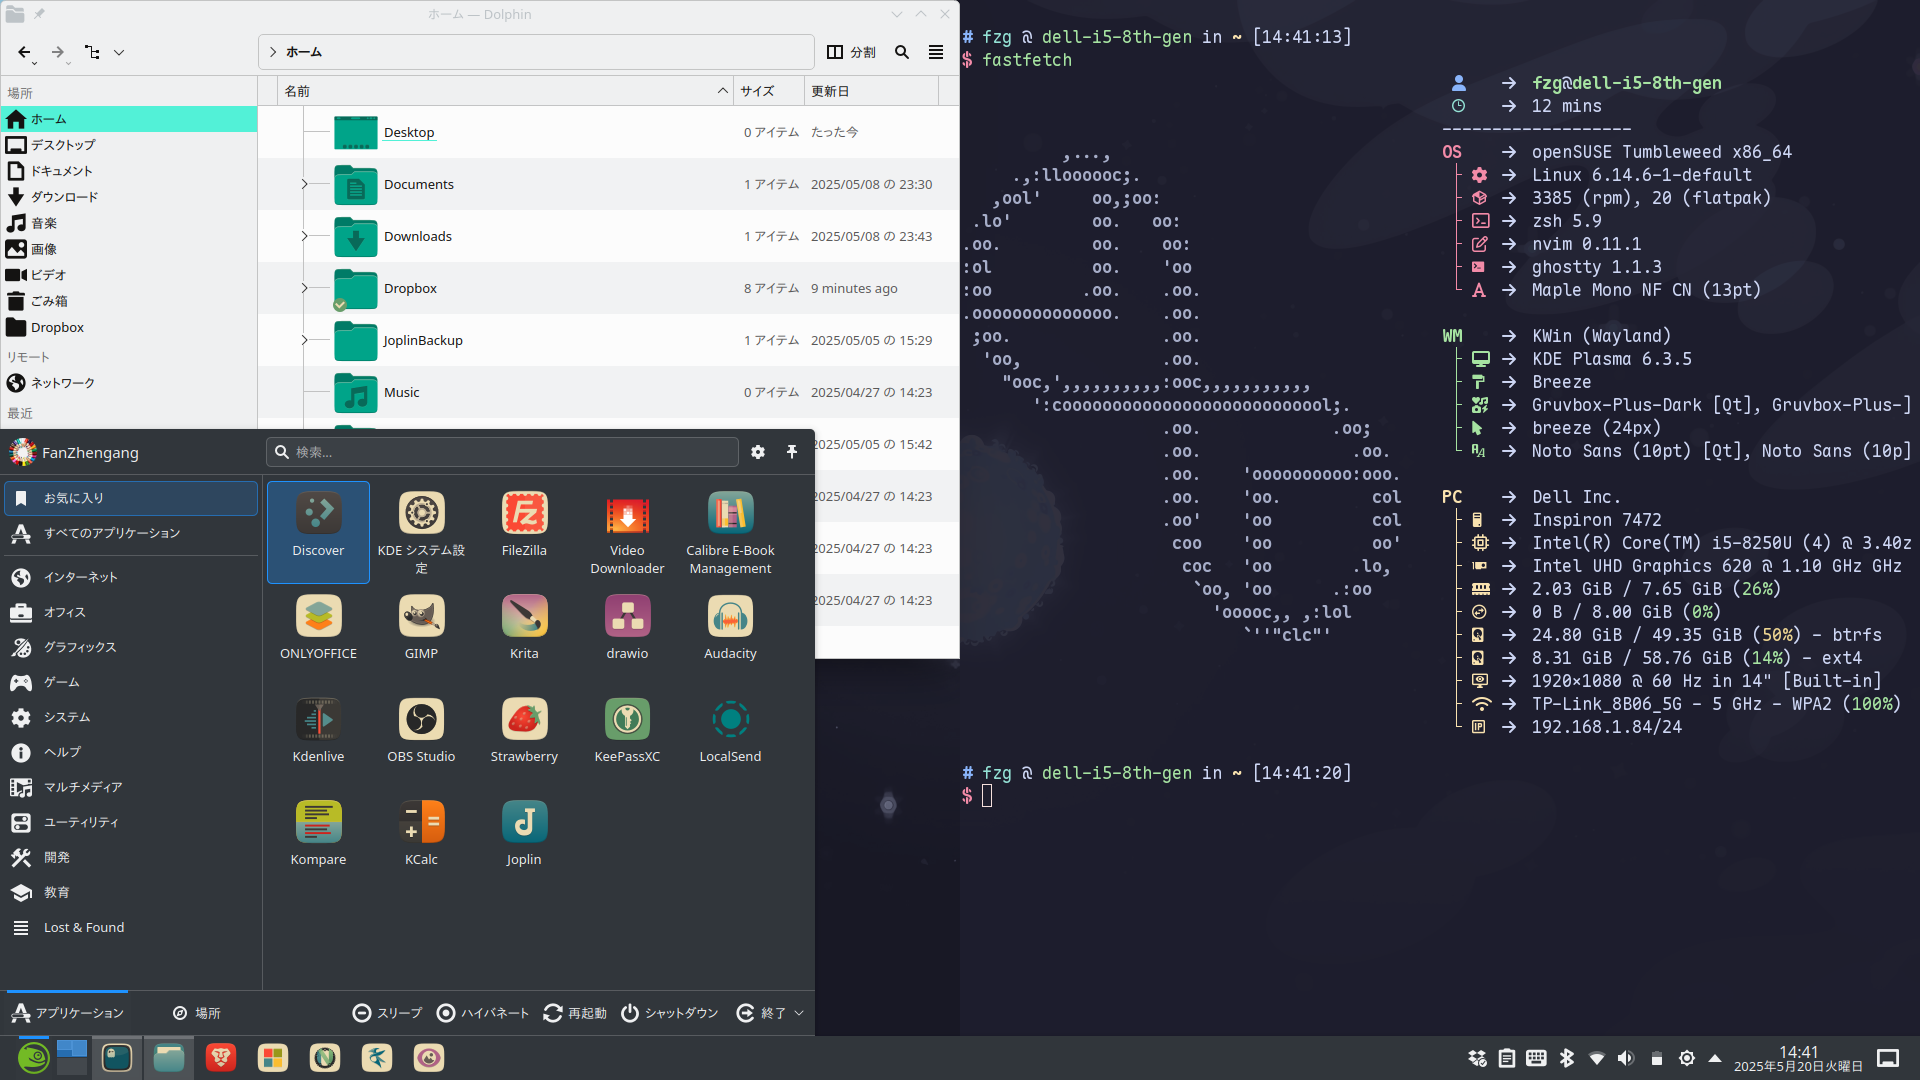 ホーム — Dolphin
ホーム
分割
場所
ホーム
デスクトップ
ドキュメント
ダウンロード
音楽
画像
ビデオ
ごみ箱
Dropbox
リモート
ネットワーク
最近
名前 サイズ 更新日
Desktop 0 アイテム たった今
Documents 1 アイテム 2025/05/08 の 23:30
Downloads 1 アイテム 2025/05/08 の 23:43
Dropbox 8 アイテム 9 minutes ago
JoplinBackup 1 アイテム 2025/05/05 の 15:29
Music 0 アイテム 2025/04/27 の 14:23
2025/05/05 の 15:42
2025/04/27 の 14:23
2025/04/27 の 14:23
2025/04/27 の 14:23
FanZhengang
検索...
お気に入り
すべてのアプリケーション
インターネット
オフィス
グラフィックス
ゲーム
システム
ヘルプ
マルチメディア
ユーティリティ
開発
教育
Lost & Found
Discover
KDE システム設定
FileZilla
Video Downloader
Calibre E-Book Management
ONLYOFFICE
GIMP
Krita
drawio
Audacity
Kdenlive
OBS Studio
Strawberry
KeePassXC
LocalSend
Kompare
KCalc
Joplin
アプリケーション
場所
スリープ
ハイバネート
再起動
シャットダウン
終了
# fzg @ dell-i5-8th-gen in ~ [14:41:13]
$ fastfetch
→ fzg@dell-i5-8th-gen
→ 12 mins
-------------------
OS → openSUSE Tumbleweed x86_64
→ Linux 6.14.6-1-default
→ 3385 (rpm), 20 (flatpak)
→ zsh 5.9
→ nvim 0.11.1
→ ghostty 1.1.3
→ Maple Mono NF CN (13pt)
WM → KWin (Wayland)
→ KDE Plasma 6.3.5
→ Breeze
→ Gruvbox-Plus-Dark [Qt], Gruvbox-Plus-]
→ breeze (24px)
→ Noto Sans (10pt) [Qt], Noto Sans (10p]
PC → Dell Inc.
→ Inspiron 7472
→ Intel(R) Core(TM) i5-8250U (4) @ 3.40z
→ Intel UHD Graphics 620 @ 1.10 GHz GHz
→ 2.03 GiB / 7.65 GiB (26%)
→ 0 B / 8.00 GiB (0%)
→ 24.80 GiB / 49.35 GiB (50%) - btrfs
→ 8.31 GiB / 58.76 GiB (14%) - ext4
→ 1920×1080 @ 60 Hz in 14" [Built-in]
→ TP-Link_8B06_5G - 5 GHz - WPA2 (100%)
→ 192.168.1.84/24
# fzg @ dell-i5-8th-gen in ~ [14:41:20]
$
14:41
2025年5月20日火曜日